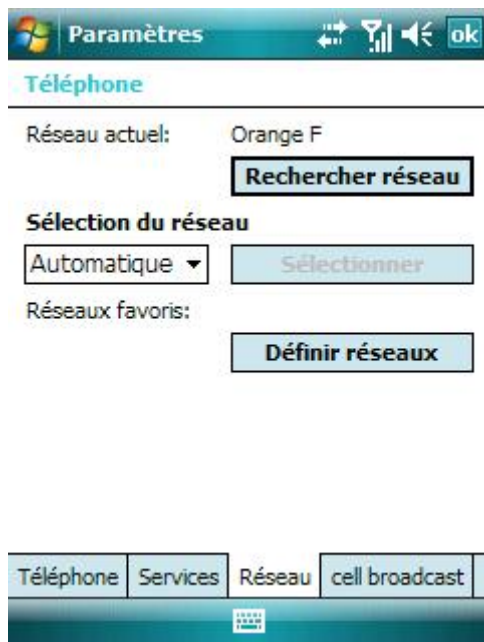 Paramètres ok
Téléphone
Réseau actuel: Orange F
Rechercher réseau
Sélection du réseau
Automatique Sélectionner
Réseaux favoris:
Définir réseaux
Téléphone Services Réseau cell broadcast